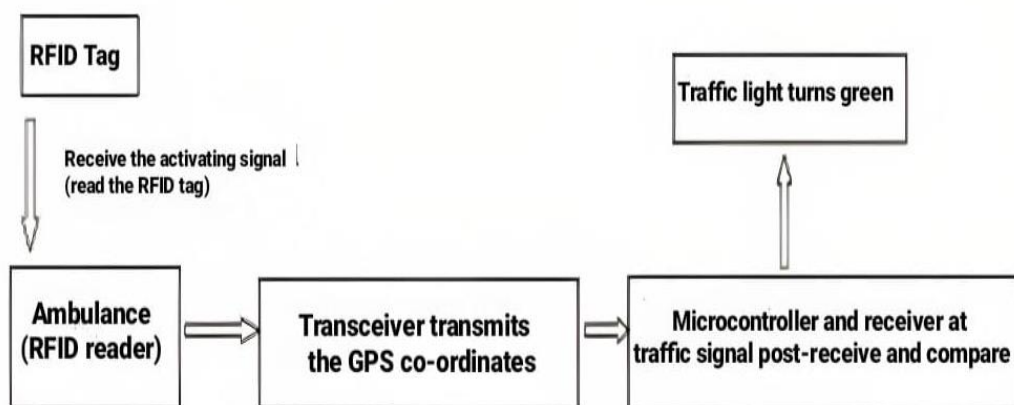 RFID Tag
Receive the activating signal
(read the RFID tag)
Ambulance
(RFID reader)
Transceiver transmits
the GPS co-ordinates
Microcontroller and receiver at
traffic signal post-receive and compare
Traffic light turns green